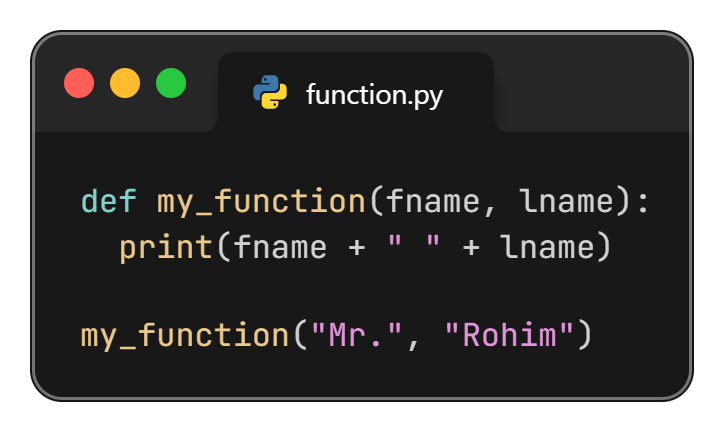 function.py
def my_function(fname, lname):
  print(fname + " " + lname)
my_function("Mr.", "Rohim")